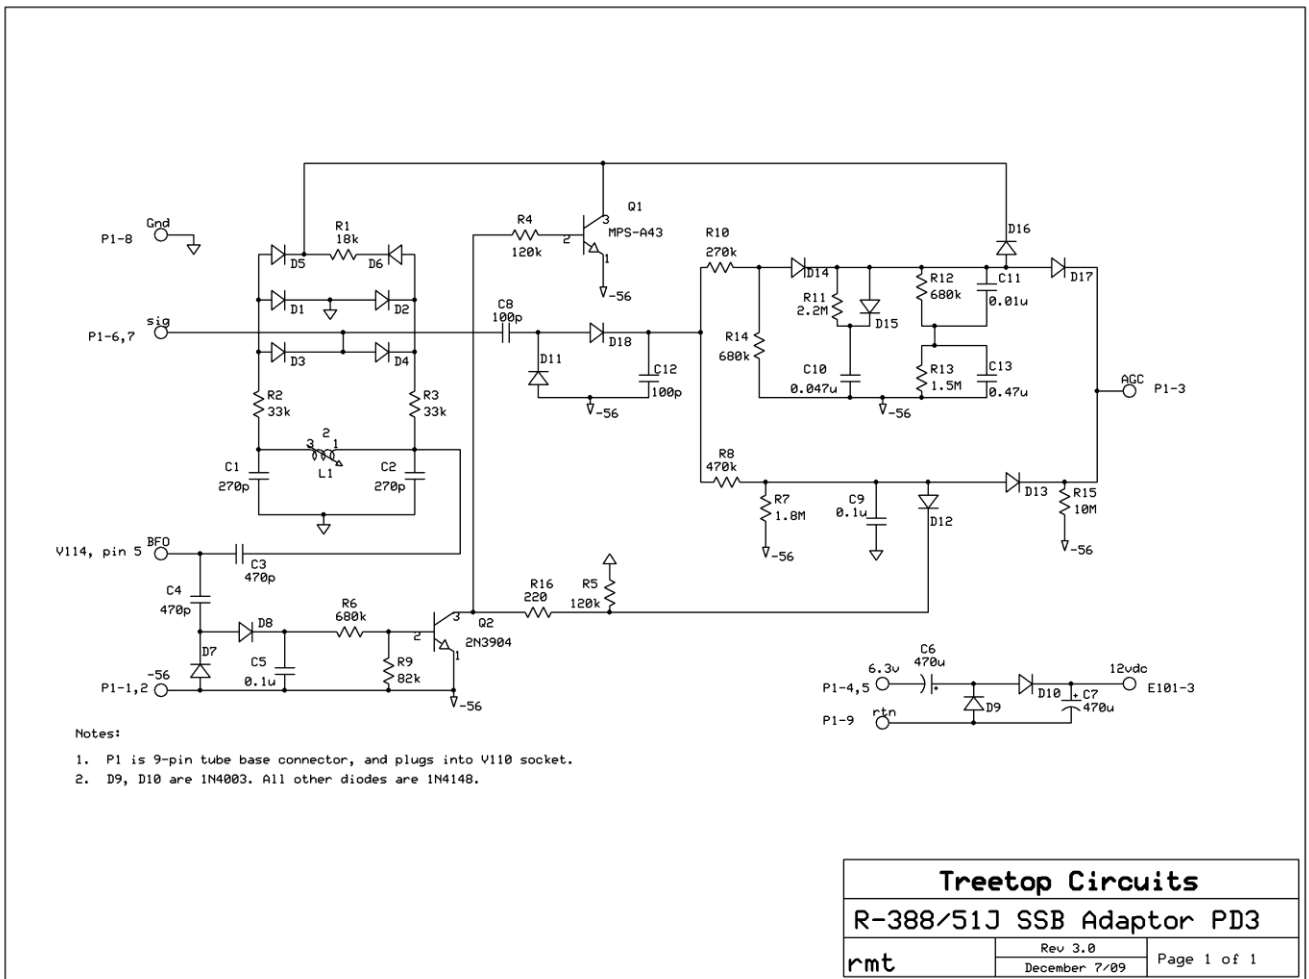 Q1
MPS-A43
3
2
1
-56
R4
120k
R10
270k
D16
Gnd
P1-8
R1
18k
D5
D6
D14
D17
D1
D2
R11
2.2M
D15
R12
680k
C11
0.01u
sig
P1-6,7
C8
100p
D18
R14
680k
D3
D4
D11
C12
100p
-56
C10
0.047u
R13
1.5M
C13
0.47u
-56
AGC
P1-3
R2
33k
R3
33k
2
3
1
L1
C1
270p
C2
270p
R8
470k
R7
1.8M
-56
C9
0.1u
D12
D13
R15
10M
-56
V114, pin 5
BFO
C3
470p
C4
470p
R16
220
R5
120k
R6
680k
D8
3
2
1
Q2
2N3904
D7
C5
0.1u
R9
82k
-56
P1-1,2
-56
C6
470u
6.3v
P1-4,5
+
D10
D9
+
C7
470u
12vdc
E101-3
rtn
P1-9
Notes:
1. P1 is 9-pin tube base connector, and plugs into V110 socket.
2. D9, D10 are 1N4003. All other diodes are 1N4148.
Treetop Circuits
R-388/51J SSB Adaptor PD3
rmt
Rev 3.0
December 7/09
Page 1 of 1